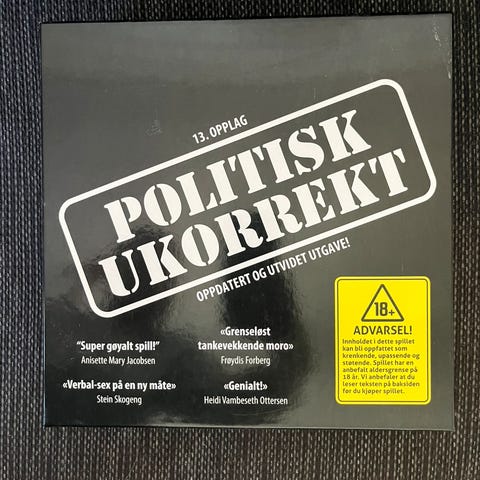 13. OPPLAG
POLITISK
UKORREKT
OPPDATERT OG UTVIDET UTGAVE!
"Super gøyalt spill!"
Anisette Mary Jacobsen
«Grenseløst
tankevekkende moro»
Frøydis Forberg
«Verbal-sex på en ny måte»
Stein Skogeng
«Genialt!»
Heidi Vambeseth Ottersen
18+
ADVARSEL!
Innholdet i dette spillet
kan bli oppfattet som
krenkende, upassende og
støtende. Spillet har en
anbefalt aldersgrense på
18 år. Vi anbefaler at du
leser teksten på baksiden
før du kjøper spillet.